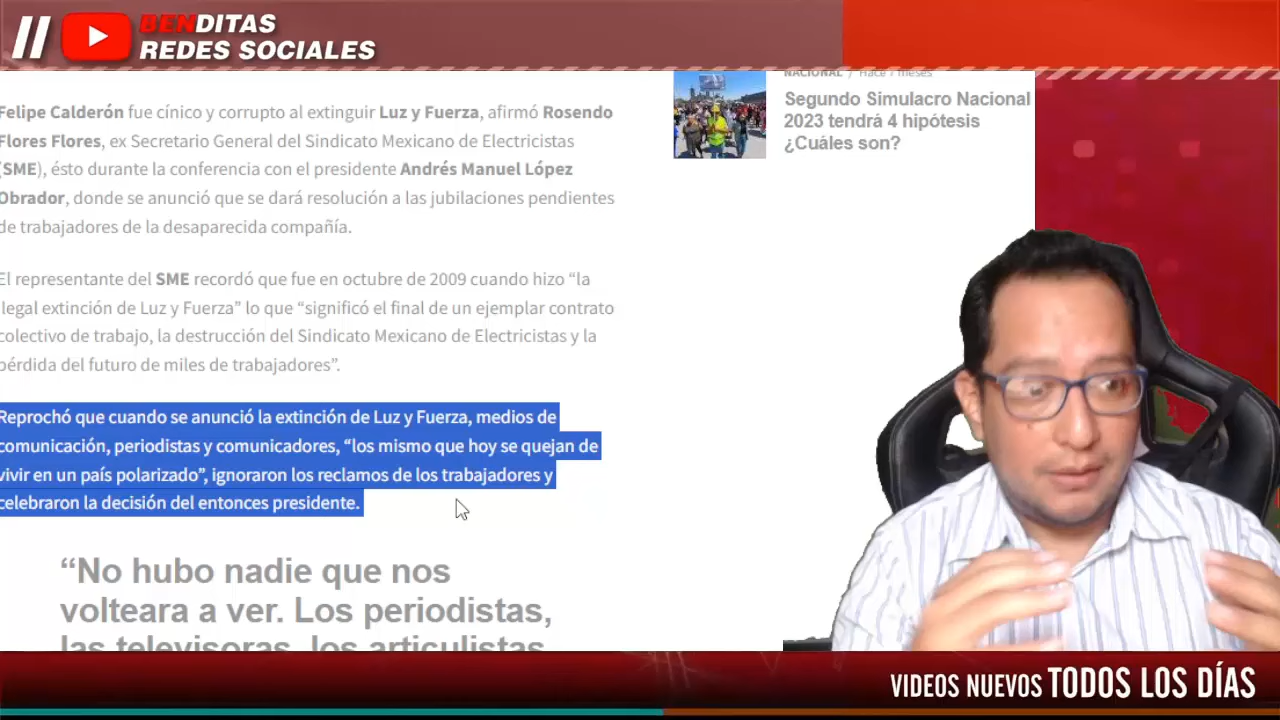 BENDITAS
REDES SOCIALES
Felipe Calderón fue cínico y corrupto al extinguir Luz y Fuerza, afirmó Rosendo
Flores Flores, ex Secretario General del Sindicato Mexicano de Electricistas
(SME), ésto durante la conferencia con el presidente Andrés Manuel López
Obrador, donde se anunció que se dará resolución a las jubilaciones pendientes
de trabajadores de la desaparecida compañía.
El representante del SME recordó que fue en octubre de 2009 cuando hizo “la
legal extinción de Luz y Fuerza” lo que “significó el final de un ejemplar contrato
colectivo de trabajo, la destrucción del Sindicato Mexicano de Electricistas y la
pérdida del futuro de miles de trabajadores”.
Reprochó que cuando se anunció la extinción de Luz y Fuerza, medios de
comunicación, periodistas y comunicadores, “los mismo que hoy se quejan de
vivir en un país polarizado”, ignoraron los reclamos de los trabajadores y
celebraron la decisión del entonces presidente.
“No hubo nadie que nos
volteara a ver. Los periodistas,
las televisoras, los articulistas
NACIONAL / Hace 7 meses
Segundo Simulacro Nacional
2023 tendrá 4 hipótesis
¿Cuáles son?
VIDEOS NUEVOS TODOS LOS DÍAS